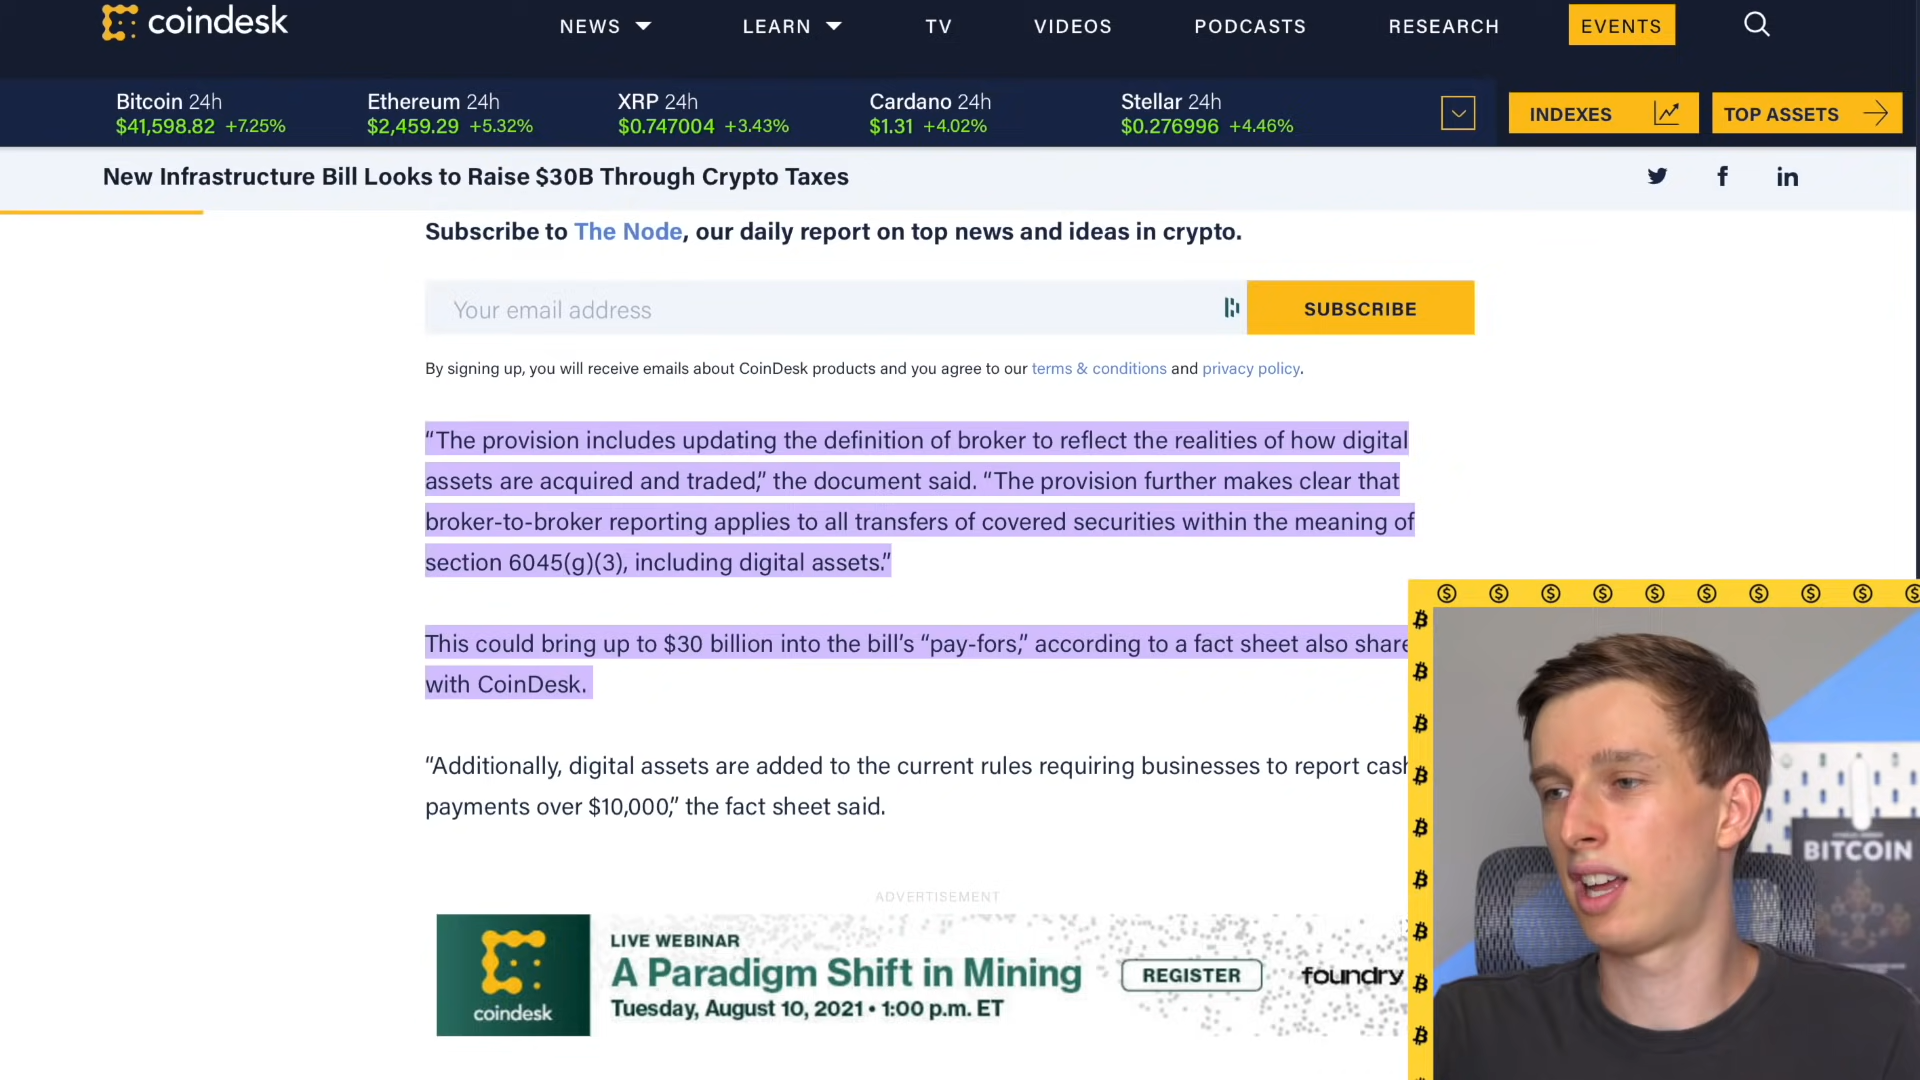 coindesk
NEWS LEARN TV VIDEOS PODCASTS RESEARCH EVENTS
Bitcoin 24h Ethereum 24h XRP 24h Cardano 24h Stellar 24h
$41,598.82 +7.25% $2,459.29 +5.32% $0.747004 +3.43% $1.31 +4.02% $0.276996 +4.46%
INDEXES TOP ASSETS
New Infrastructure Bill Looks to Raise $30B Through Crypto Taxes
Subscribe to The Node, our daily report on top news and ideas in crypto.
Your email address
SUBSCRIBE
By signing up, you will receive emails about CoinDesk products and you agree to our terms & conditions and privacy policy.
“The provision includes updating the definition of broker to reflect the realities of how digital
assets are acquired and traded,” the document said. “The provision further makes clear that
broker-to-broker reporting applies to all transfers of covered securities within the meaning of
section 6045(g)(3), including digital assets.”
This could bring up to $30 billion into the bill’s “pay-fors,” according to a fact sheet also share
with CoinDesk.
“Additionally, digital assets are added to the current rules requiring businesses to report cash
payments over $10,000,” the fact sheet said.
ADVERTISEMENT
coindesk
LIVE WEBINAR
A Paradigm Shift in Mining
Tuesday, August 10, 2021 • 1:00 p.m. ET
REGISTER
foundry
BITCOIN